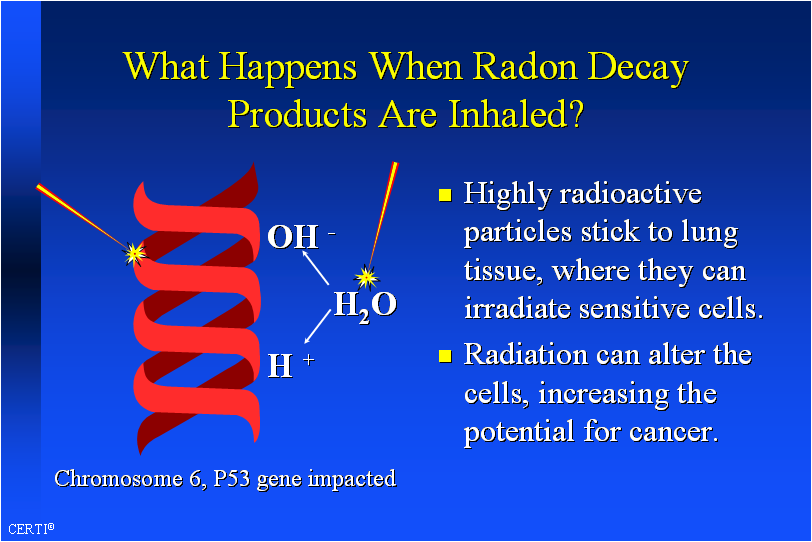 What Happens When Radon Decay
Products Are Inhaled?
OH -
H2O
H +
Highly radioactive
particles stick to lung
tissue, where they can
irradiate sensitive cells.
Radiation can alter the
cells, increasing the
potential for cancer.
Chromosome 6, P53 gene impacted
CERTI©